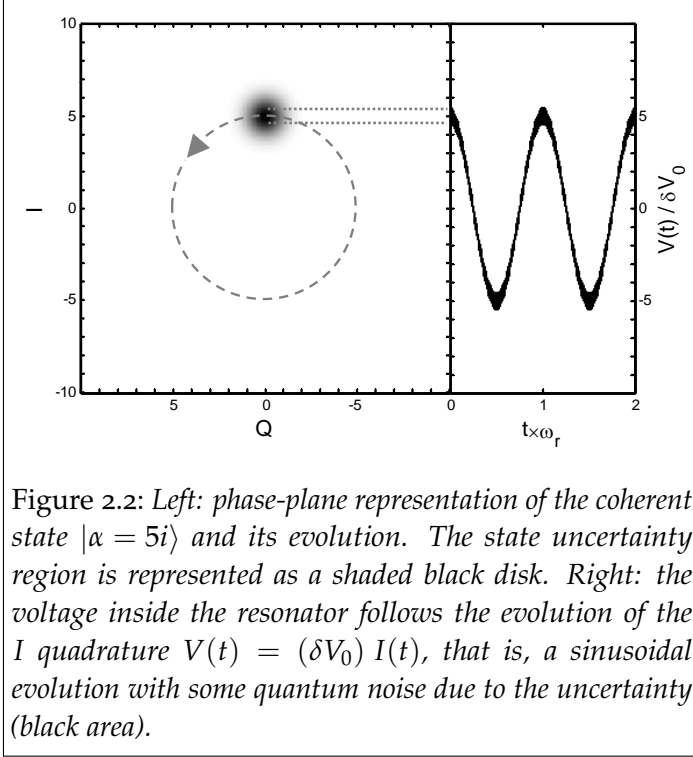 10
5
0
-5
-10
I
5 0 -5
Q
5
0
-5
V(t) / δV₀
0 1 2
t×ωᵣ
Figure 2.2: Left: phase-plane representation of the coherent
state |α = 5i⟩ and its evolution. The state uncertainty
region is represented as a shaded black disk. Right: the
voltage inside the resonator follows the evolution of the
I quadrature V(t) = (δV₀) I(t), that is, a sinusoidal
evolution with some quantum noise due to the uncertainty
(black area).